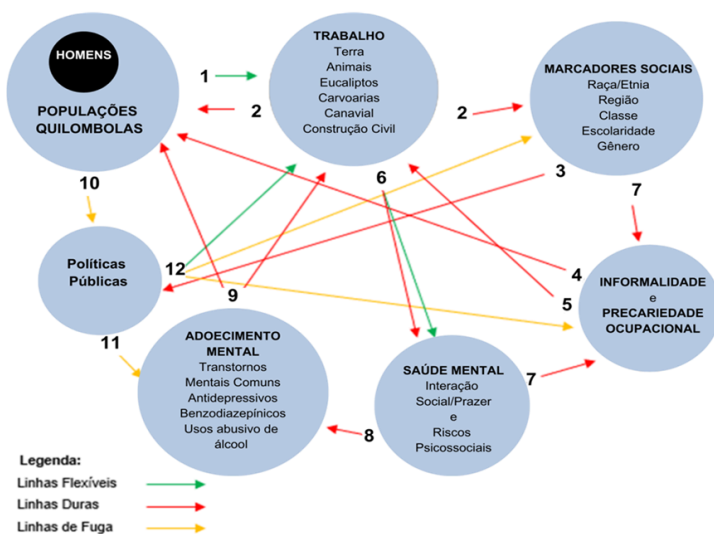 HOMENS
POPULAÇÕES
QUILOMBOLAS
1
2
TRABALHO
Terra
Animais
Eucaliptos
Carvoarias
Canavial
Construção Civil
2
MARCADORES SOCIAIS
Raça/Etnia
Região
Classe
Escolaridade
Gênero
10
6
3
7
Políticas
Públicas
12
9
4
5
INFORMALIDADE
e
PRECARIEDADE
OCUPACIONAL
11
ADOECIMENTO
MENTAL
Transtornos
Mentais Comuns
Antidepressivos
Benzodiazepínicos
Usos abusivo de
álcool
8
SAÚDE MENTAL
Interação
Social/Prazer
e
Riscos
Psicossociais
7
Legenda:
Linhas Flexíveis
Linhas Duras
Linhas de Fuga